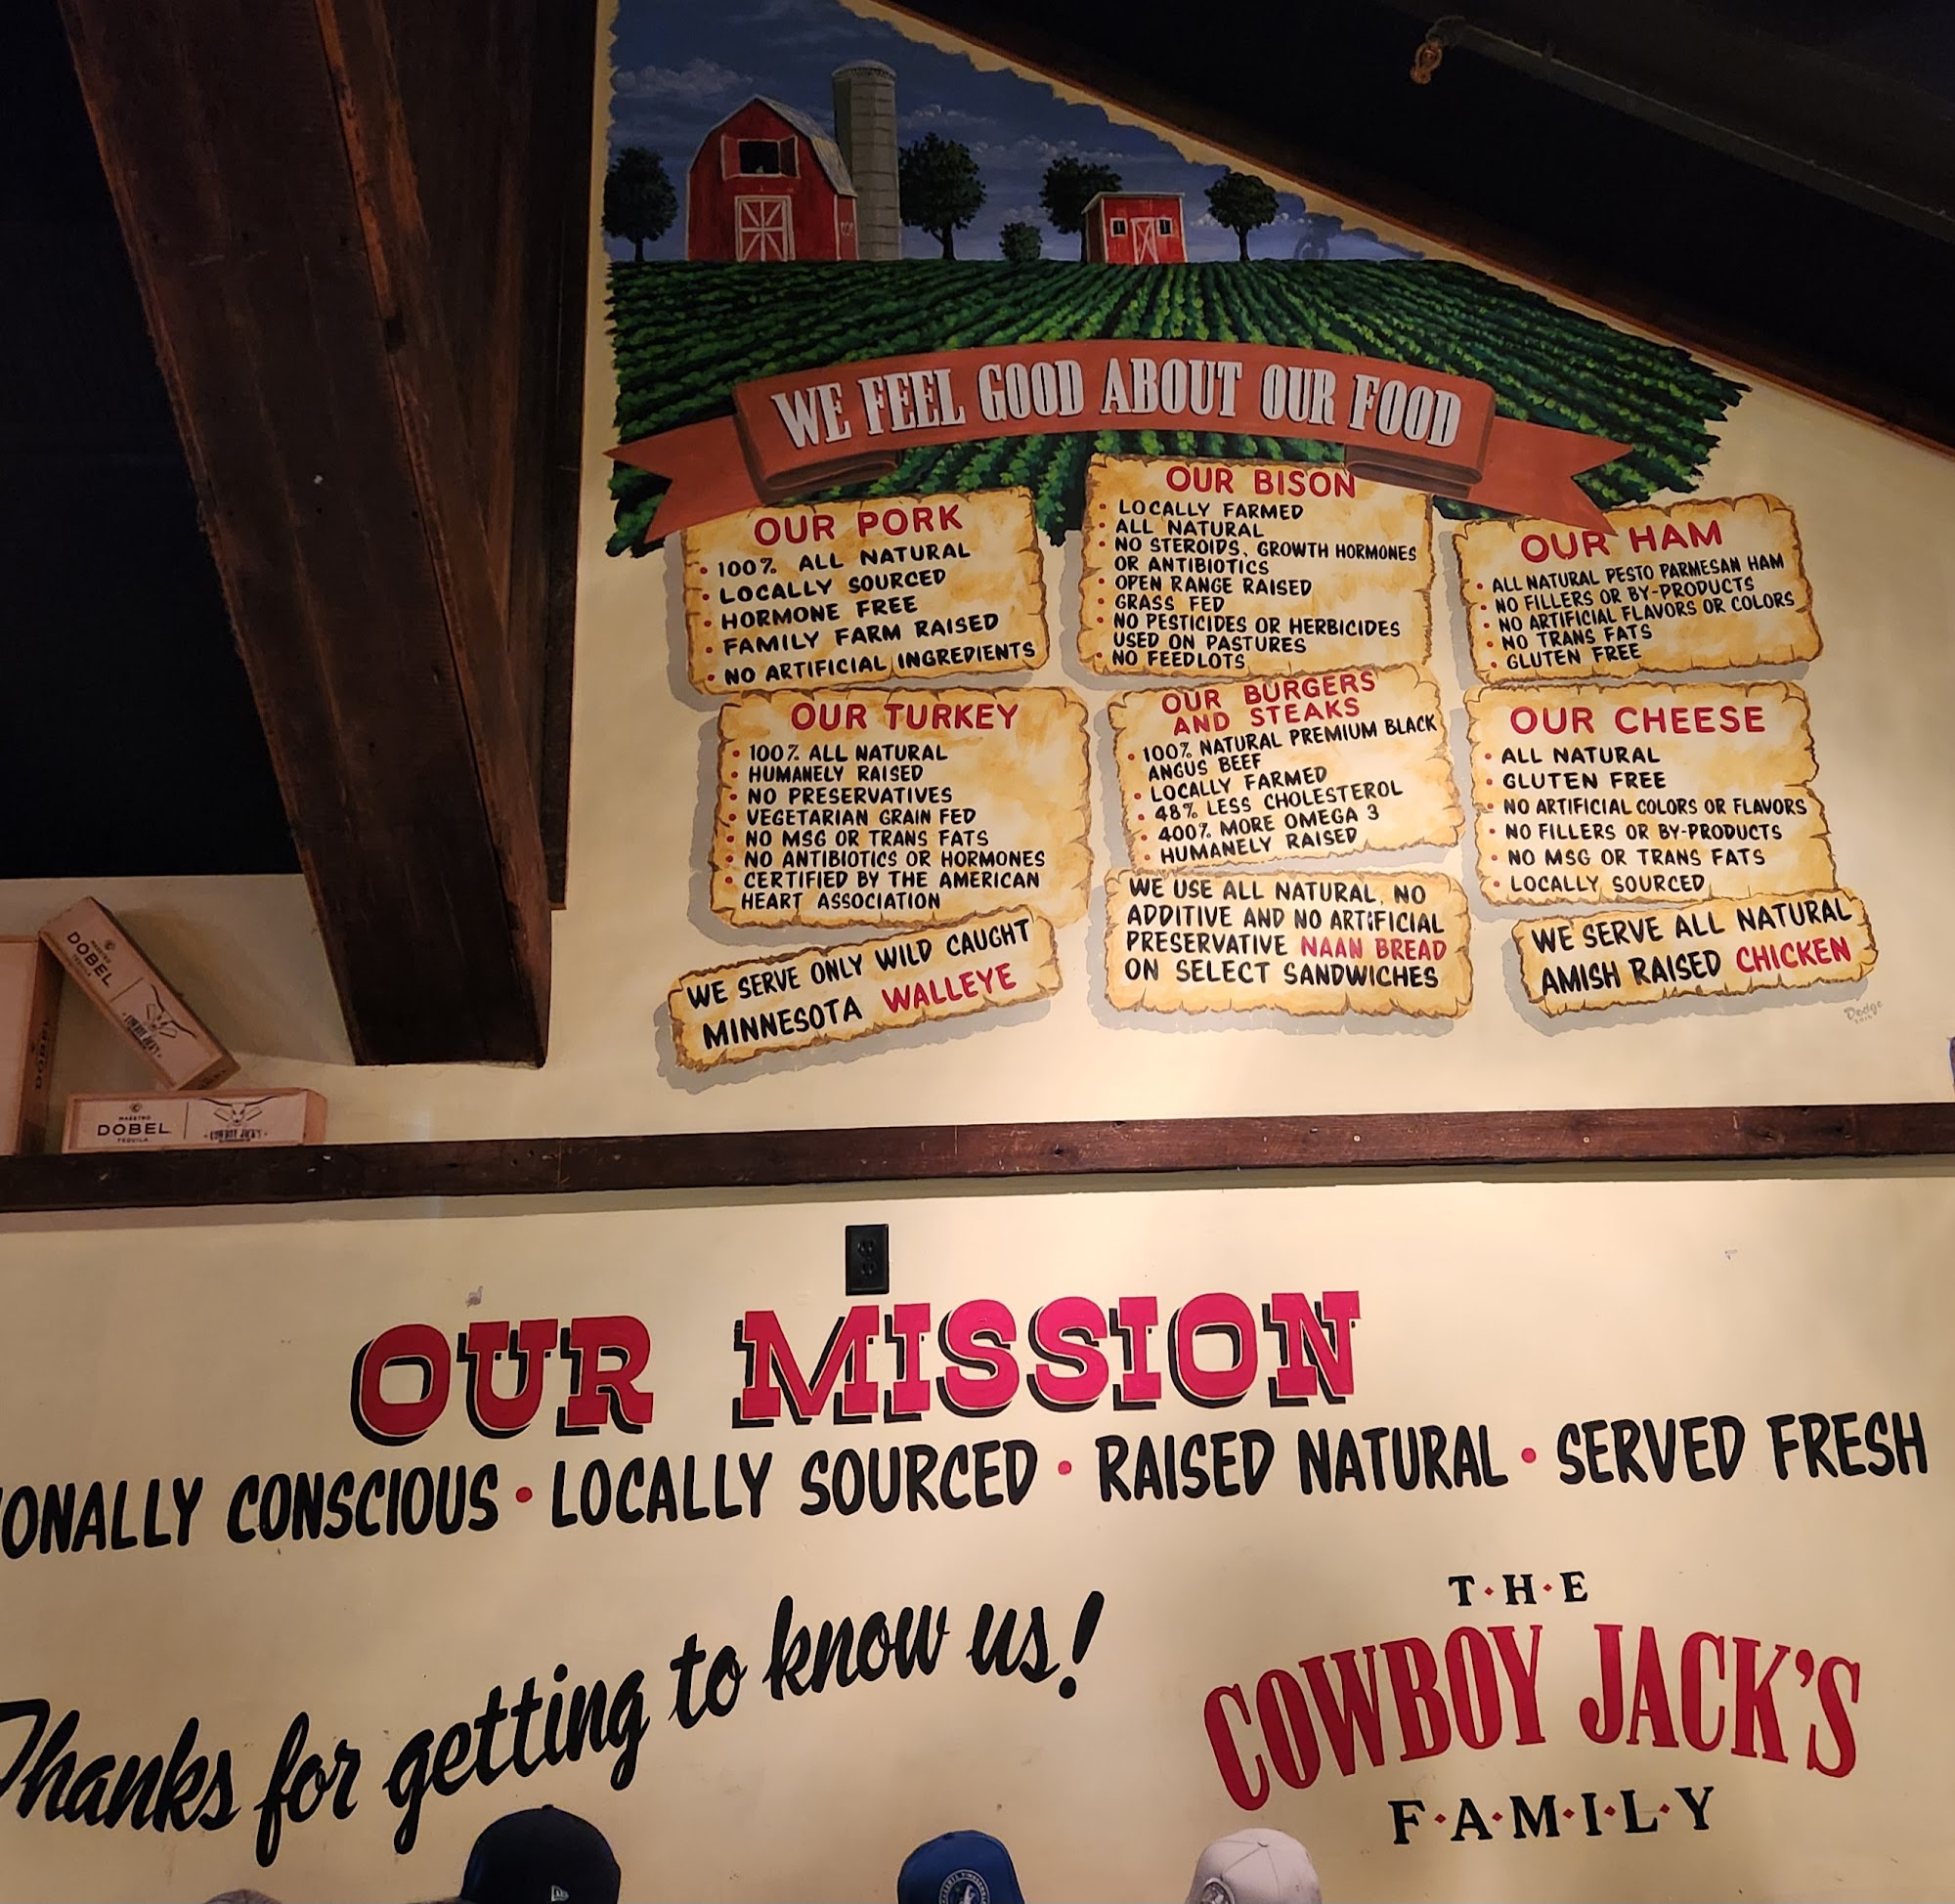 WE FEEL GOOD ABOUT OUR FOOD
OUR PORK
• 100% ALL NATURAL
• LOCALLY SOURCED
• HORMONE FREE
• FAMILY FARM RAISED
• NO ARTIFICIAL INGREDIENTS
OUR BISON
• LOCALLY FARMED
• ALL NATURAL
• NO STEROIDS, GROWTH HORMONES
OR ANTIBIOTICS
• OPEN RANGE RAISED
• GRASS FED
• NO PESTICIDES OR HERBICIDES
USED ON PASTURES
• NO FEEDLOTS
OUR HAM
• ALL NATURAL PESTO PARMESAN HAM
• NO FILLERS OR BY-PRODUCTS
• NO ARTIFICIAL FLAVORS OR COLORS
• NO TRANS FATS
• GLUTEN FREE
OUR TURKEY
• 100% ALL NATURAL
• HUMANELY RAISED
• NO PRESERVATIVES
• VEGETARIAN GRAIN FED
• NO MSG OR TRANS FATS
• NO ANTIBIOTICS OR HORMONES
• CERTIFIED BY THE AMERICAN
HEART ASSOCIATION
OUR BURGERS
AND STEAKS
• 100% NATURAL PREMIUM BLACK
ANGUS BEEF
• LOCALLY FARMED
• 48% LESS CHOLESTEROL
• 400% MORE OMEGA 3
• HUMANELY RAISED
OUR CHEESE
• ALL NATURAL
• GLUTEN FREE
• NO ARTIFICIAL COLORS OR FLAVORS
• NO FILLERS OR BY-PRODUCTS
• NO MSG OR TRANS FATS
• LOCALLY SOURCED
WE SERVE ONLY WILD CAUGHT
MINNESOTA WALLEYE
WE USE ALL NATURAL, NO
ADDITIVE AND NO ARTIFICIAL
PRESERVATIVE NAAN BREAD
ON SELECT SANDWICHES
WE SERVE ALL NATURAL
AMISH RAISED CHICKEN
Dodge
DOBEL
TEQUILA
COWBOY JACK'S
MAESTRO
DOBEL
TEQUILA
COWBOY JACK'S
OUR MISSION
ONALLY CONSCIOUS • LOCALLY SOURCED • RAISED NATURAL • SERVED FRESH
Thanks for getting to know us!
T•H•E
COWBOY JACK'S
F•A•M•I•L•Y